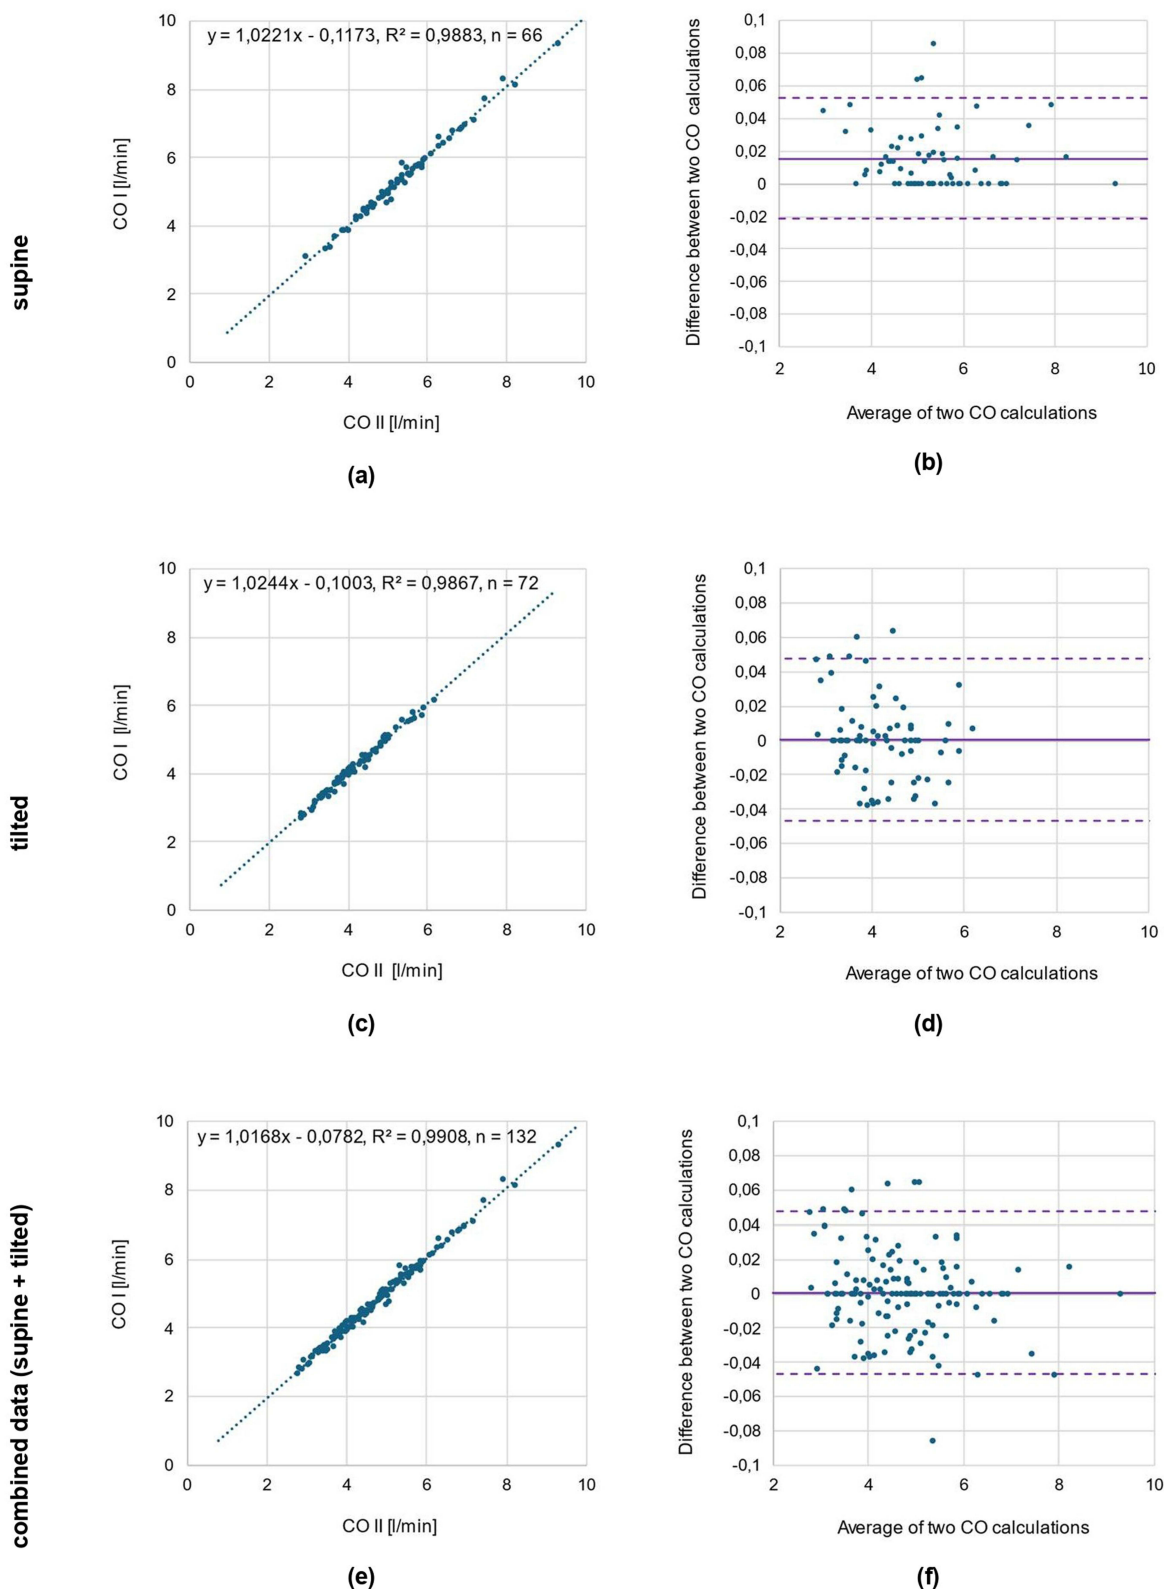 supine
y = 1,0221x - 0,1173, R² = 0,9883, n = 66
CO I [l/min]
10
8
6
4
2
0
0 2 4 6 8 10
CO II [l/min]
(a)
Difference between two CO calculations
0,1
0,08
0,06
0,04
0,02
0
-0,02
-0,04
-0,06
-0,08
-0,1
2 4 6 8 10
Average of two CO calculations
(b)
tilted
y = 1,0244x - 0,1003, R² = 0,9867, n = 72
CO I [l/min]
10
8
6
4
2
0
0 2 4 6 8 10
CO II [l/min]
(c)
Difference between two CO calculations
0,1
0,08
0,06
0,04
0,02
0
-0,02
-0,04
-0,06
-0,08
-0,1
2 4 6 8 10
Average of two CO calculations
(d)
combined data (supine + tilted)
y = 1,0168x - 0,0782, R² = 0,9908, n = 132
CO I [l/min]
10
8
6
4
2
0
0 2 4 6 8 10
CO II [l/min]
(e)
Difference between two CO calculations
0,1
0,08
0,06
0,04
0,02
0
-0,02
-0,04
-0,06
-0,08
-0,1
2 4 6 8 10
Average of two CO calculations
(f)